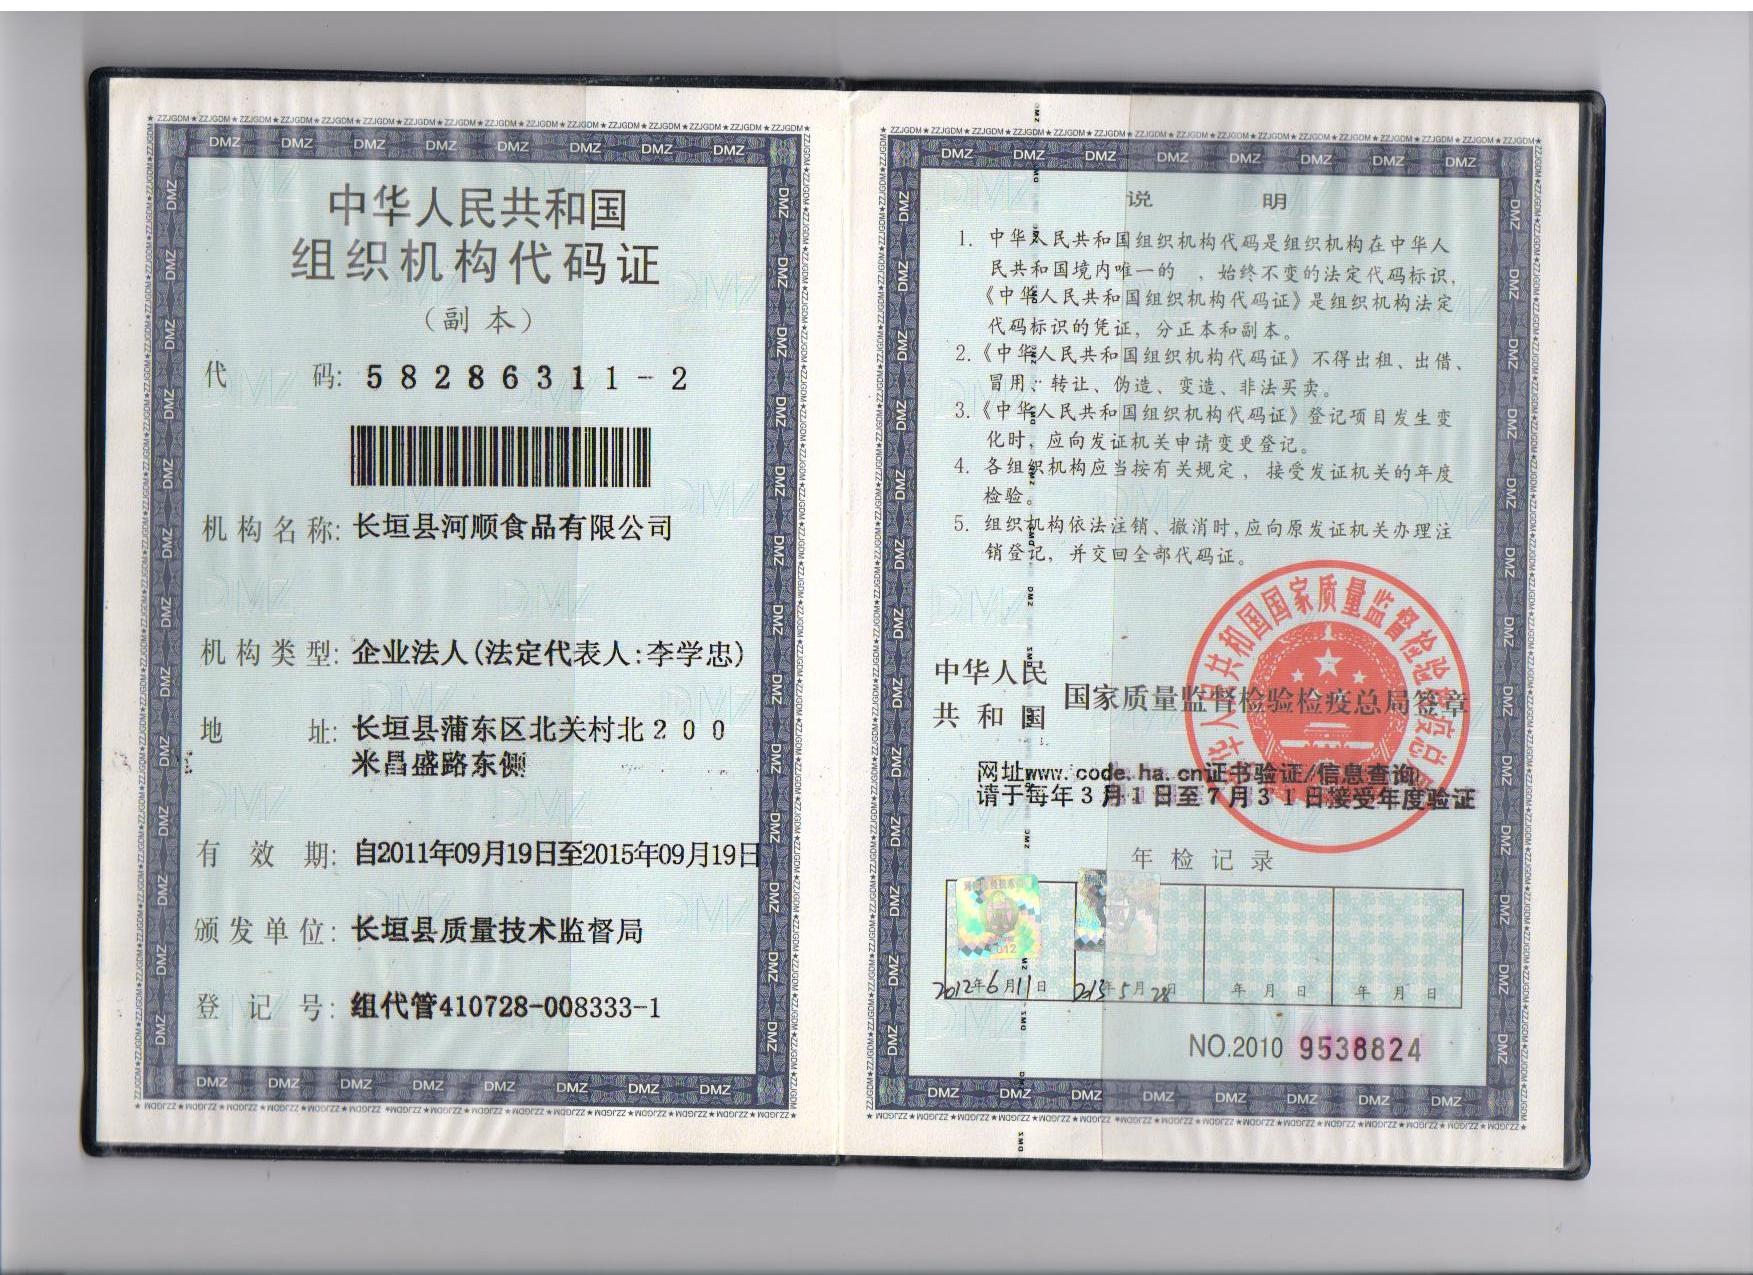 中华人民共和国
组织机构代码证
（副本）
代 码: 58286311-2
机构名称: 长垣县河顺食品有限公司
机构类型: 企业法人(法定代表人:李学忠)
地 址: 长垣县蒲东区北关村北200
米昌盛路东侧
有 效 期: 自2011年09月19日至2015年09月19日
颁发单位: 长垣县质量技术监督局
登 记 号: 组代管410728-008333-1
说 明
1. 中华人民共和国组织机构代码是组织机构在中华人
民共和国境内唯一的 ，始终不变的法定代码标识，
《中华人民共和国组织机构代码证》是组织机构法定
代码标识的凭证，分正本和副本。
2.《中华人民共和国组织机构代码证》不得出租、出借、
冒用、转让、伪造、变造、非法买卖。
3.《中华人民共和国组织机构代码证》登记项目发生变
化时，应向发证机关申请变更登记。
4. 各组织机构应当按有关规定，接受发证机关的年度
检验。
5. 组织机构依法注销、撤消时,应向原发证机关办理注
销登记，并交回全部代码证。
中华人民
共和国
国家质量监督检验检疫总局签章
网址www.code.ha.cn证书验证/信息查询
请于每年3月1日至7月31日接受年度验证
年检记录
2012年6月11日
2013年5月28日
年 月 日
年 月 日
NO.2010 9538824